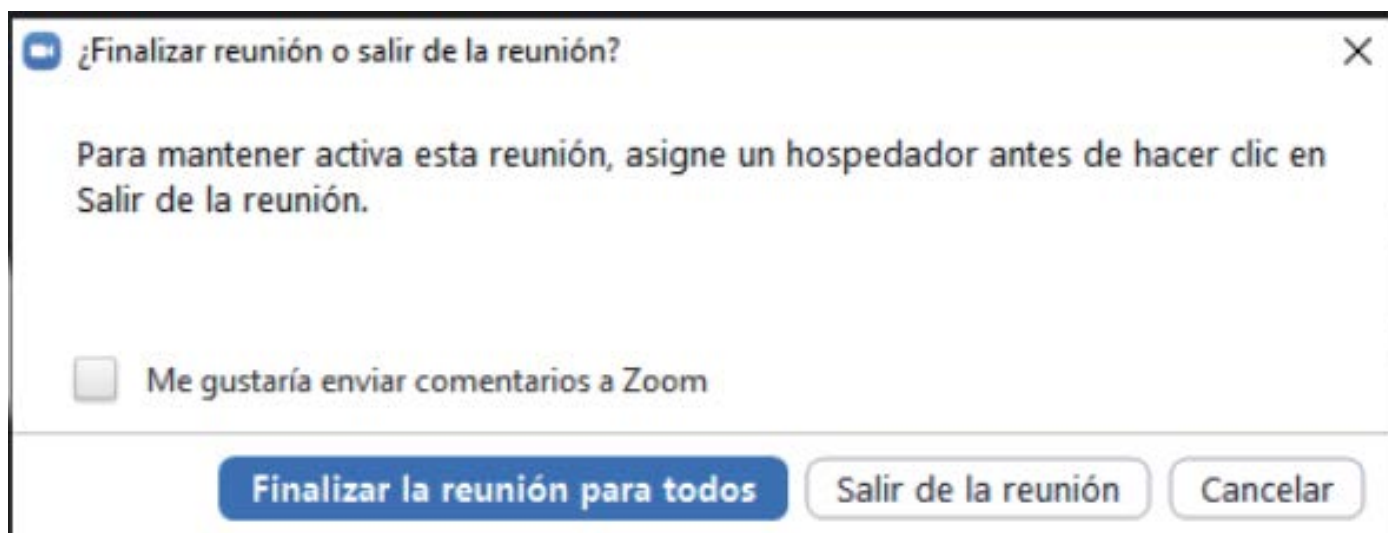 ¿Finalizar reunión o salir de la reunión?
Para mantener activa esta reunión, asigne un hospedador antes de hacer clic en
Salir de la reunión.
Me gustaría enviar comentarios a Zoom
Finalizar la reunión para todos Salir de la reunión Cancelar